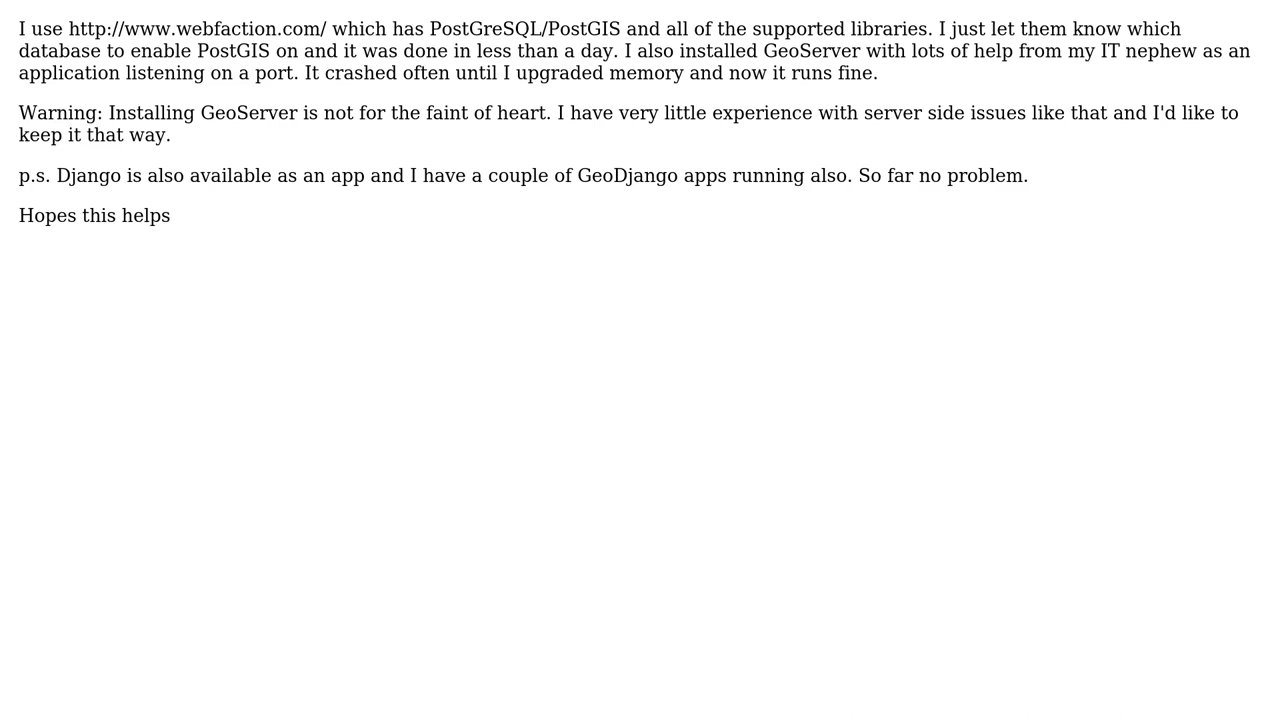 I use http://www.webfaction.com/ which has PostGreSQL/PostGIS and all of the supported libraries. I just let them know which
database to enable PostGIS on and it was done in less than a day. I also installed GeoServer with lots of help from my IT nephew as an
application listening on a port. It crashed often until I upgraded memory and now it runs fine.
Warning: Installing GeoServer is not for the faint of heart. I have very little experience with server side issues like that and I'd like to
keep it that way.
p.s. Django is also available as an app and I have a couple of GeoDjango apps running also. So far no problem.
Hopes this helps